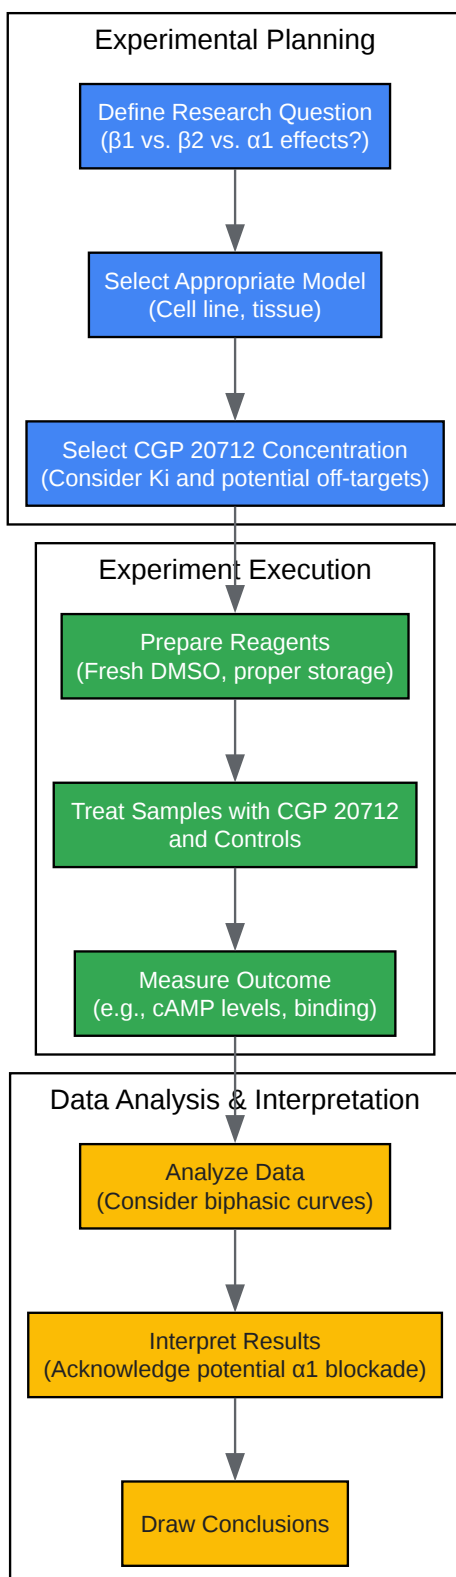 Experimental Planning
Define Research Question
(β1 vs. β2 vs. α1 effects?)
Select Appropriate Model
(Cell line, tissue)
Select CGP 20712 Concentration
(Consider Ki and potential off-targets)
Experiment Execution
Prepare Reagents
(Fresh DMSO, proper storage)
Treat Samples with CGP 20712
and Controls
Measure Outcome
(e.g., cAMP levels, binding)
Data Analysis & Interpretation
Analyze Data
(Consider biphasic curves)
Interpret Results
(Acknowledge potential α1 blockade)
Draw Conclusions